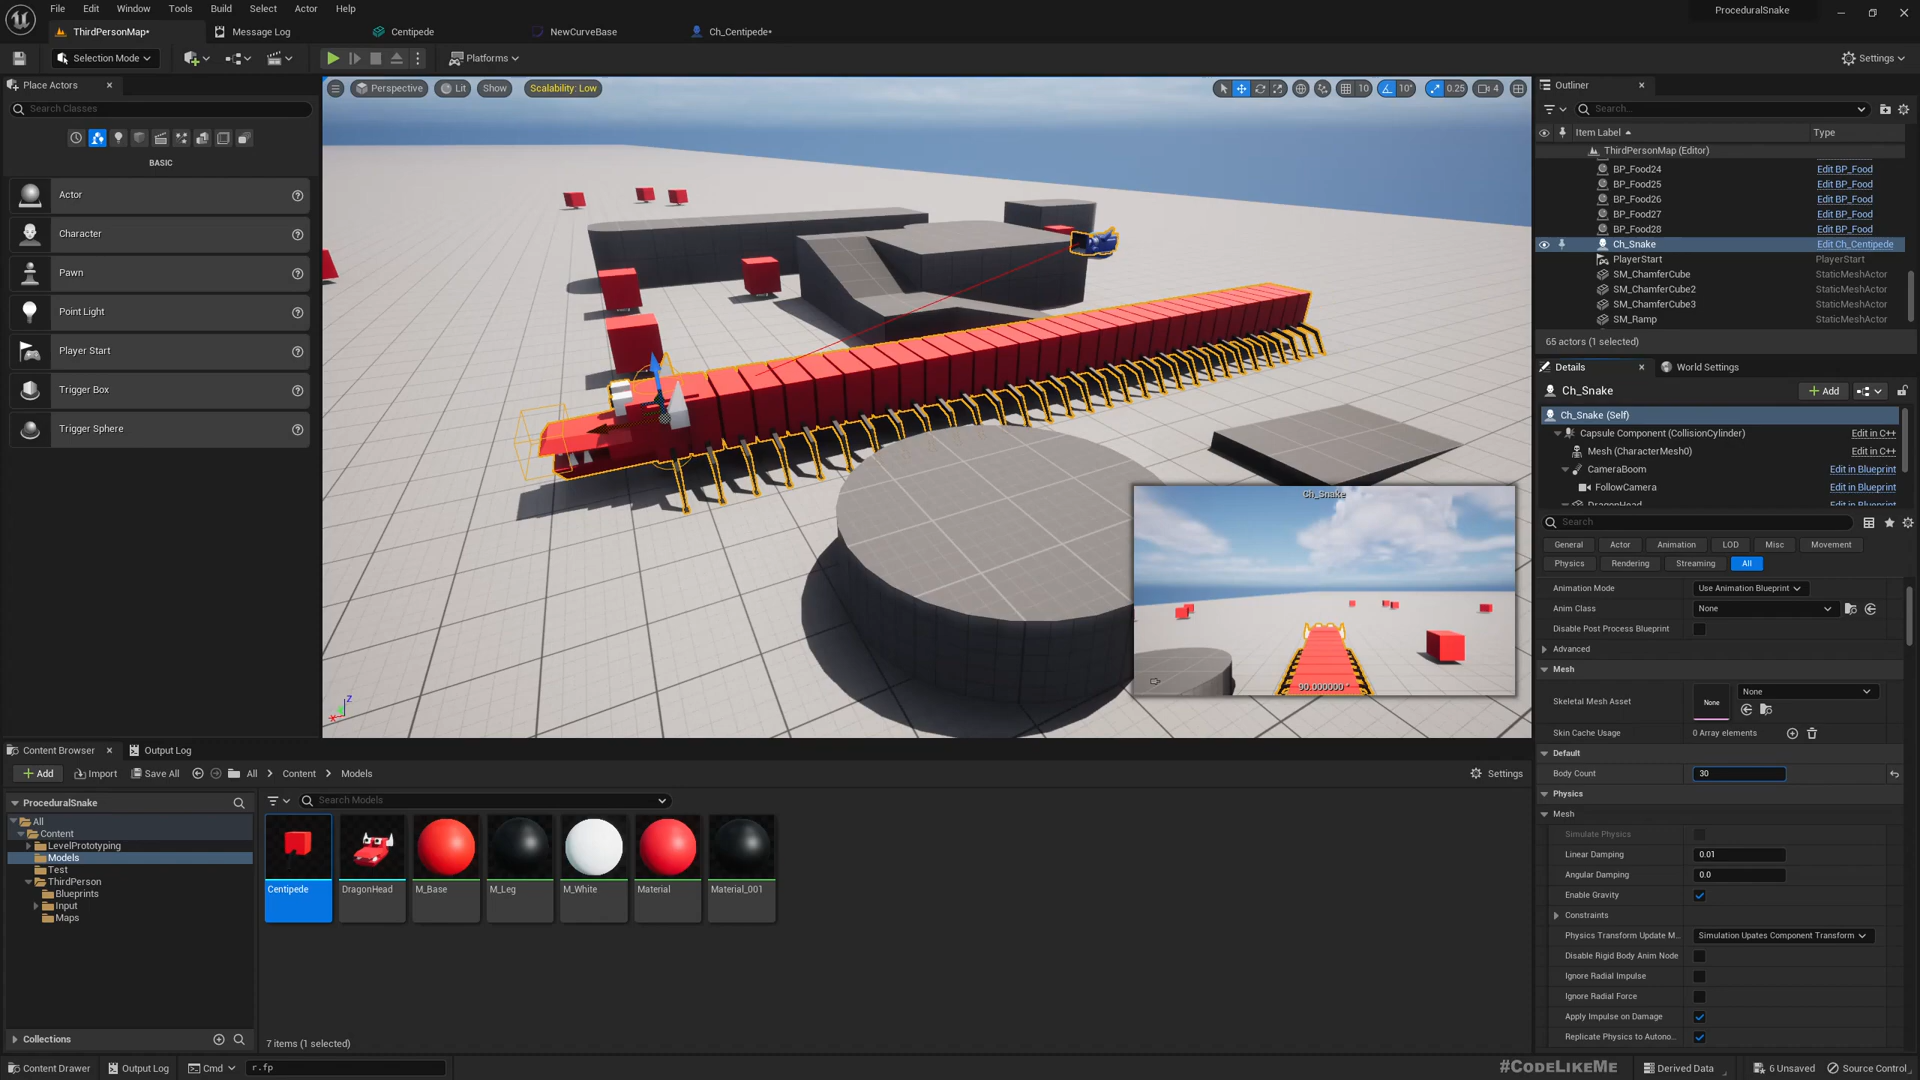 File Edit Window Tools Build Select Actor Help
ProceduralSnake
ThirdPersonMap* Message Log Centipede NewCurveBase Ch_Centipede*
Selection Mode Platforms Settings
Place Actors
Search Classes
BASIC
Actor
Character
Pawn
Point Light
Player Start
Trigger Box
Trigger Sphere
Perspective Lit Show Scalability: Low 10 10° 0.25 4
Ch_Snake
90.000000 °
Z
X
Outliner
Search...
Item Label Type
ThirdPersonMap (Editor)
BP_Food24 Edit BP_Food
BP_Food25 Edit BP_Food
BP_Food26 Edit BP_Food
BP_Food27 Edit BP_Food
BP_Food28 Edit BP_Food
Ch_Snake Edit Ch_Centipede
PlayerStart PlayerStart
SM_ChamferCube StaticMeshActor
SM_ChamferCube2 StaticMeshActor
SM_ChamferCube3 StaticMeshActor
SM_Ramp StaticMeshActor
65 actors (1 selected)
Details World Settings
Ch_Snake Add
Ch_Snake (Self)
Capsule Component (CollisionCylinder) Edit in C++
Mesh (CharacterMesh0) Edit in C++
CameraBoom Edit in Blueprint
FollowCamera Edit in Blueprint
DragonHead Edit in Blueprint
Search
General Actor Animation LOD Misc Movement
Physics Rendering Streaming All
Animation Mode Use Animation Blueprint
Anim Class None
Disable Post Process Blueprint
Advanced
Mesh
Skeletal Mesh Asset None None
Skin Cache Usage 0 Array elements
Default
Body Count 30
Physics
Mesh
Simulate Physics
Linear Damping 0.01
Angular Damping 0.0
Enable Gravity
Constraints
Physics Transform Update M... Simulation Upates Component Transform
Disable Rigid Body Anim Node
Ignore Radial Impulse
Ignore Radial Force
Apply Impulse on Damage
Replicate Physics to Autono...
Content Browser Output Log
Add Import Save All All Content Models Settings
ProceduralSnake
All
Content
LevelPrototyping
Models
Test
ThirdPerson
Blueprints
Input
Maps
Collections
Search Models
Centipede DragonHead M_Base M_Leg M_White Material Material_001
7 items (1 selected)
Content Drawer Output Log Cmd r.fp
#CodeLikeMe
Derived Data 6 Unsaved Source Control